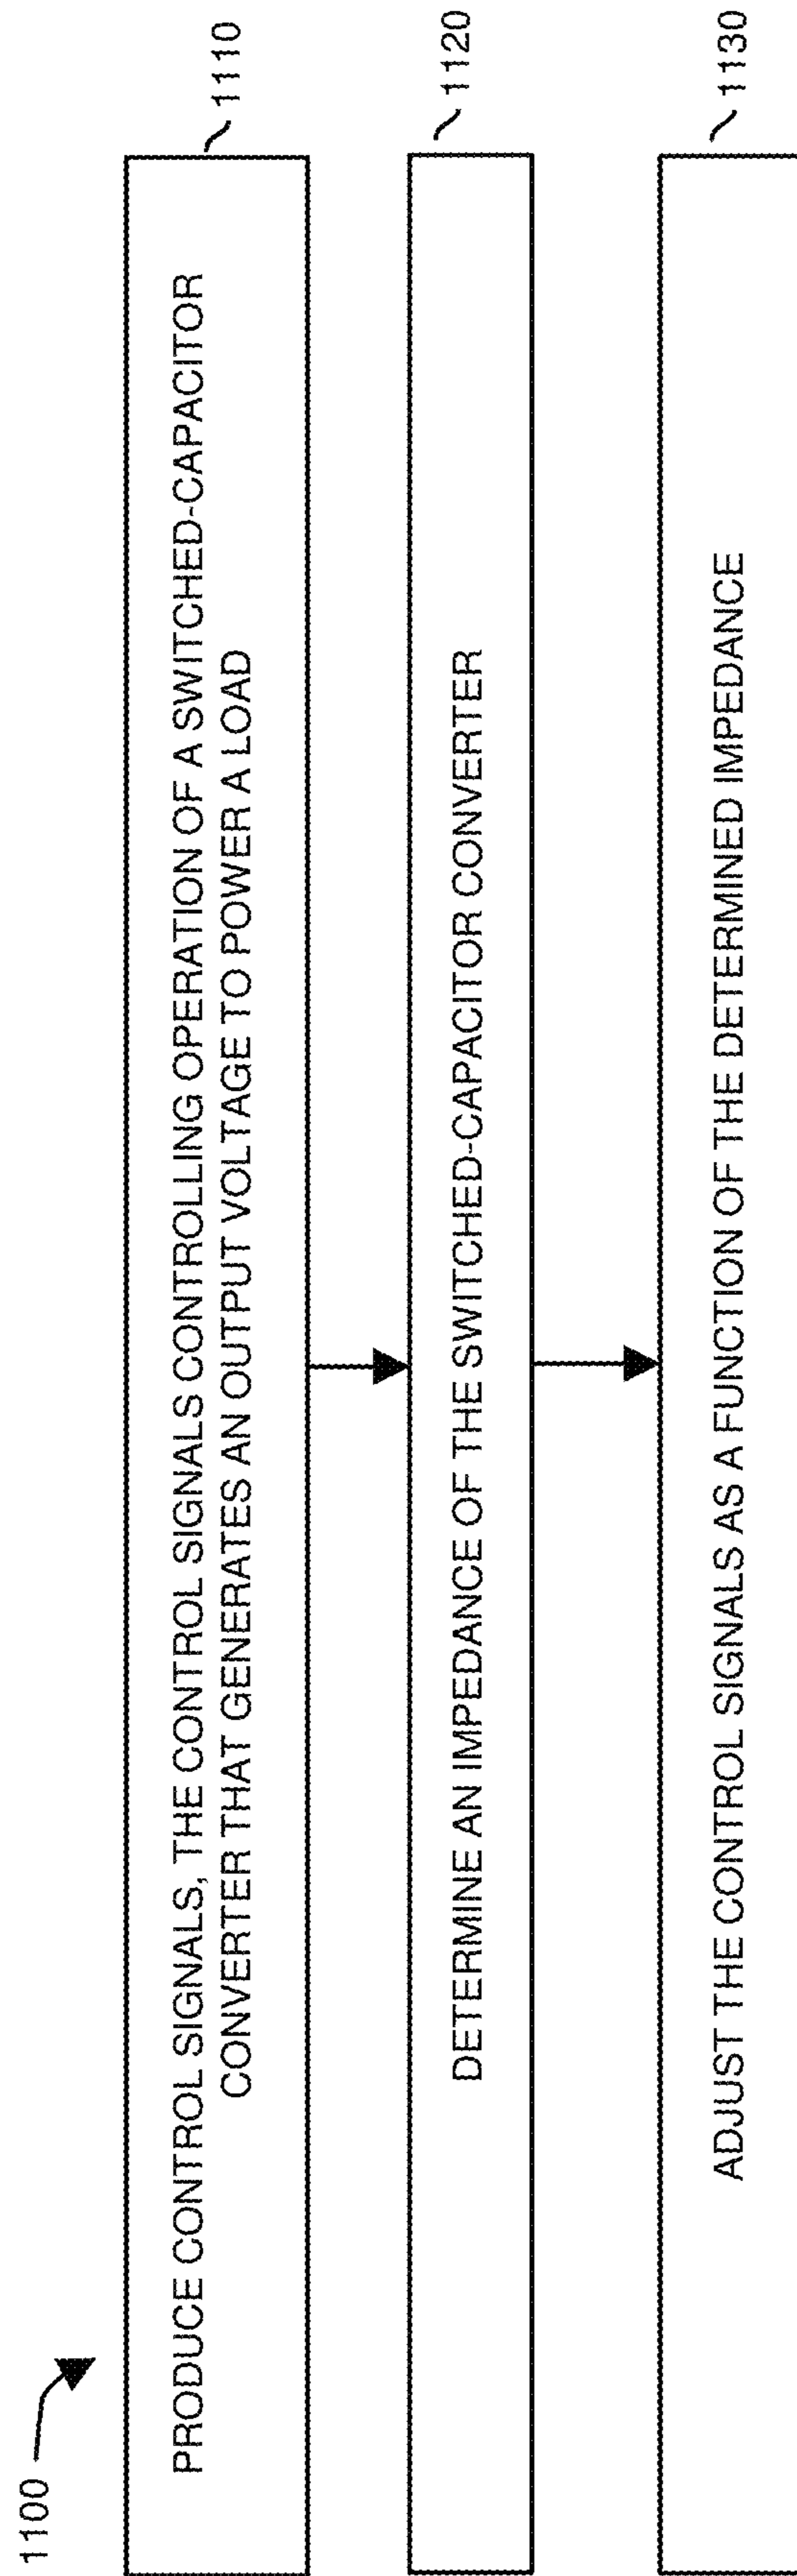 1100
PRODUCE CONTROL SIGNALS, THE CONTROL SIGNALS CONTROLLING OPERATION OF A SWITCHED-CAPACITOR
CONVERTER THAT GENERATES AN OUTPUT VOLTAGE TO POWER A LOAD
1110
DETERMINE AN IMPEDANCE OF THE SWITCHED-CAPACITOR CONVERTER
1120
ADJUST THE CONTROL SIGNALS AS A FUNCTION OF THE DETERMINED IMPEDANCE
1130